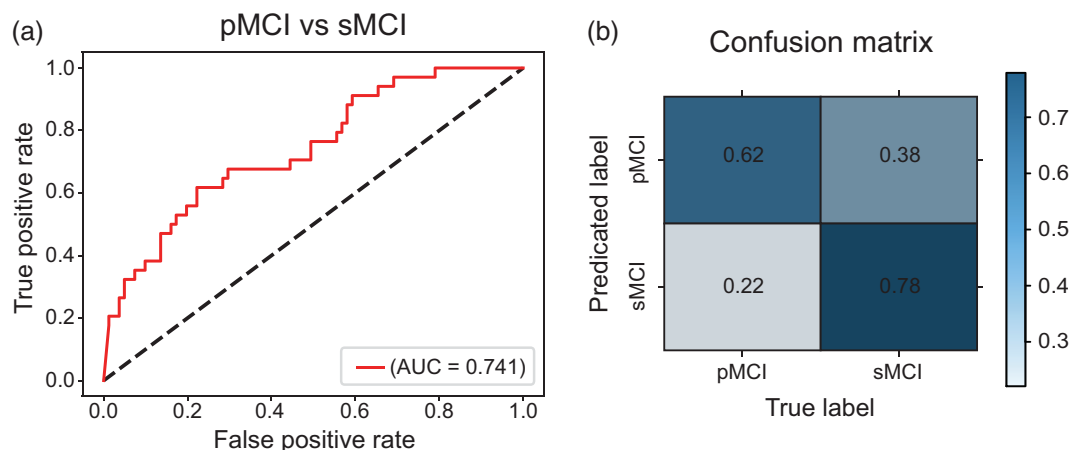 (a)
pMCI vs sMCI
1.0
0.8
0.6
0.4
0.2
0.0
True positive rate
(AUC = 0.741)
0.0 0.2 0.4 0.6 0.8 1.0
False positive rate
(b)
Confusion matrix
Predicated label
pMCI
0.62 0.38
sMCI
0.22 0.78
pMCI sMCI
True label
0.7
0.6
0.5
0.4
0.3